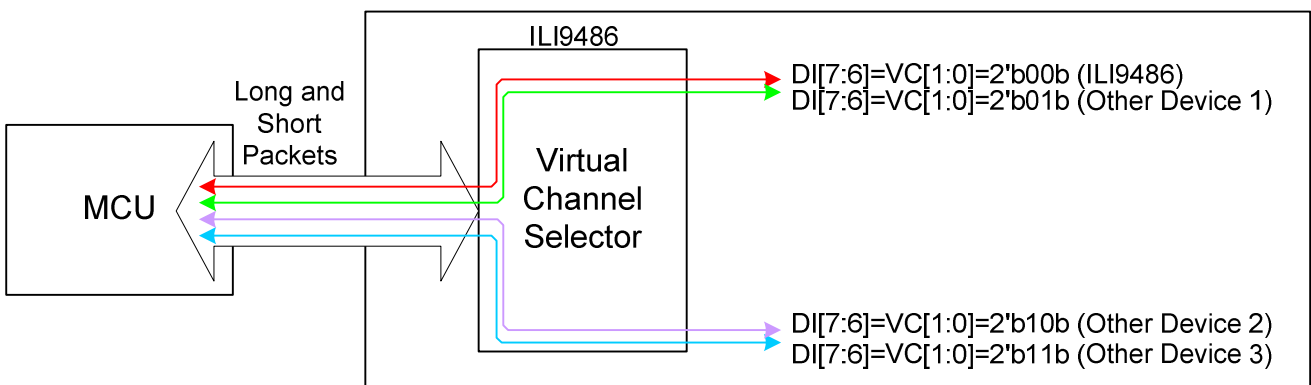 ILI9486
Long and
Short
Packets
MCU
Virtual
Channel
Selector
DI[7:6]=VC[1:0]=2'b00b (ILI9486)
DI[7:6]=VC[1:0]=2'b01b (Other Device 1)
DI[7:6]=VC[1:0]=2'b10b (Other Device 2)
DI[7:6]=VC[1:0]=2'b11b (Other Device 3)